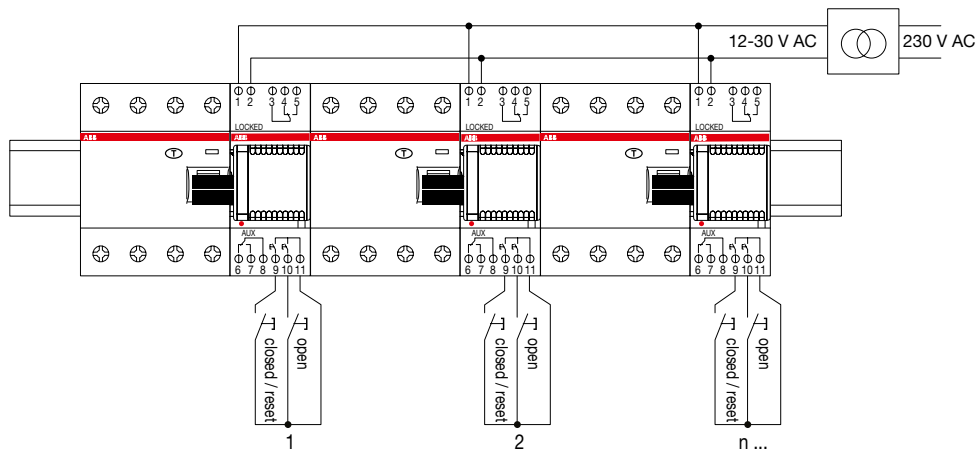 12-30 V AC
230 V AC
1 2 3 4 5
1 2 3 4 5
1 2 3 4 5
LOCKED
LOCKED
LOCKED
ABB
ABB
ABB
ABB
ABB
ABB
T
T
T
AUX
AUX
AUX
6 7 8 9 10 11
6 7 8 9 10 11
6 7 8 9 10 11
closed / reset
open
closed / reset
open
closed / reset
open
1
2
n ...